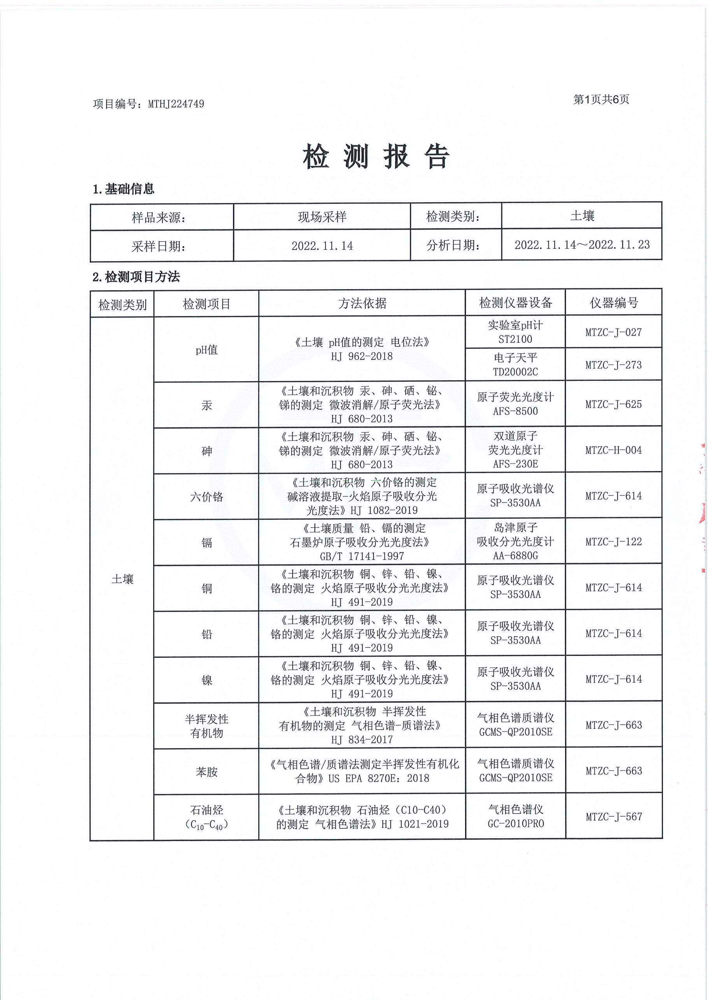 项目编号：MTHJ224749
第1页共6页
检 测 报 告
1.基础信息
样品来源：
现场采样
检测类别：
土壤
采样日期：
2022.11.14
分析日期：
2022.11.14～2022.11.23
2.检测项目方法
检测类别
检测项目
方法依据
检测仪器设备
仪器编号
土壤
pH值
《土壤 pH值的测定 电位法》
HJ 962-2018
实验室pH计
ST2100
MTZC-J-027
电子天平
TD20002C
MTZC-J-273
汞
《土壤和沉积物 汞、砷、硒、铋、
锑的测定 微波消解/原子荧光法》
HJ 680-2013
原子荧光光度计
AFS-8500
MTZC-J-625
砷
《土壤和沉积物 汞、砷、硒、铋、
锑的测定 微波消解/原子荧光法》
HJ 680-2013
双道原子
荧光光度计
AFS-230E
MTZC-H-004
六价铬
《土壤和沉积物 六价铬的测定
碱溶液提取-火焰原子吸收分光
光度法》HJ 1082-2019
原子吸收光谱仪
SP-3530AA
MTZC-J-614
镉
《土壤质量 铅、镉的测定
石墨炉原子吸收分光光度法》
GB/T 17141-1997
岛津原子
吸收分光光度计
AA-6880G
MTZC-J-122
铜
《土壤和沉积物 铜、锌、铅、镍、
铬的测定 火焰原子吸收分光光度法》
HJ 491-2019
原子吸收光谱仪
SP-3530AA
MTZC-J-614
铅
《土壤和沉积物 铜、锌、铅、镍、
铬的测定 火焰原子吸收分光光度法》
HJ 491-2019
原子吸收光谱仪
SP-3530AA
MTZC-J-614
镍
《土壤和沉积物 铜、锌、铅、镍、
铬的测定 火焰原子吸收分光光度法》
HJ 491-2019
原子吸收光谱仪
SP-3530AA
MTZC-J-614
半挥发性
有机物
《土壤和沉积物 半挥发性
有机物的测定 气相色谱-质谱法》
HJ 834-2017
气相色谱质谱仪
GCMS-QP2010SE
MTZC-J-663
苯胺
《气相色谱/质谱法测定半挥发性有机化
合物》US EPA 8270E：2018
气相色谱质谱仪
GCMS-QP2010SE
MTZC-J-663
石油烃
（C₁₀-C₄₀）
《土壤和沉积物 石油烃（C10-C40）
的测定 气相色谱法》HJ 1021-2019
气相色谱仪
GC-2010PRO
MTZC-J-567